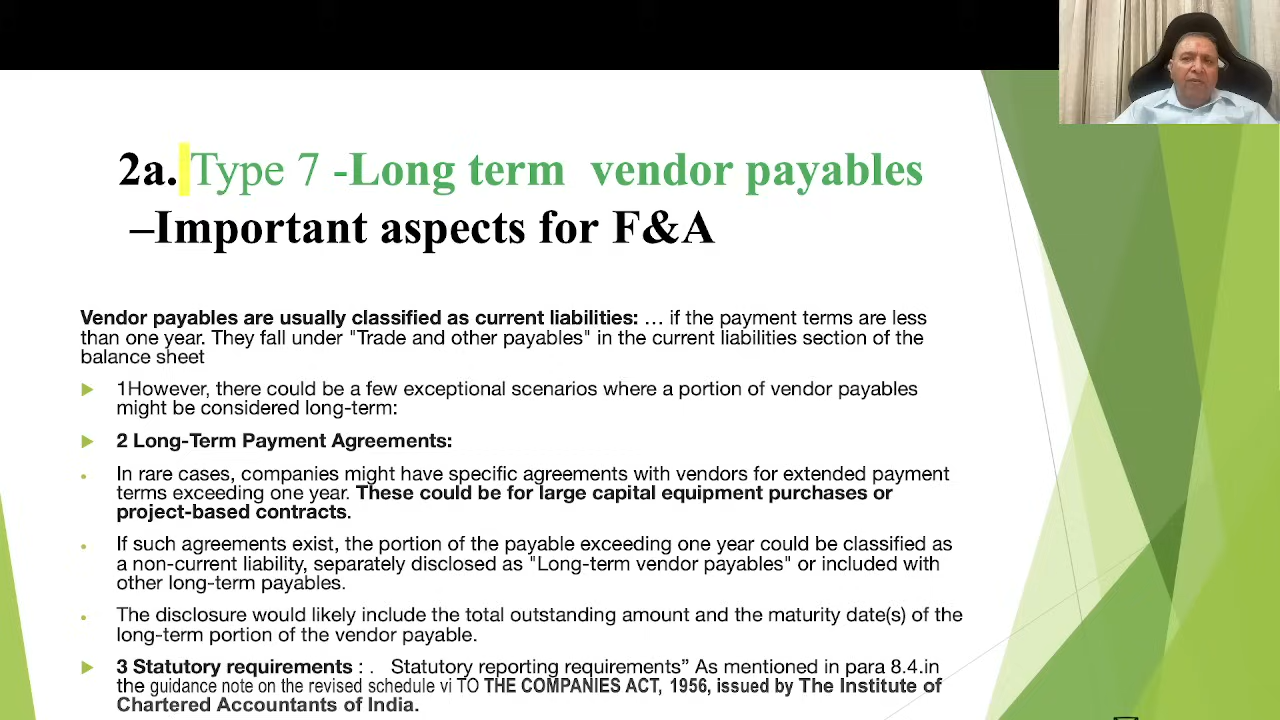 2a. Type 7 -Long term vendor payables
–Important aspects for F&A
Vendor payables are usually classified as current liabilities: … if the payment terms are less
than one year. They fall under "Trade and other payables" in the current liabilities section of the
balance sheet
1However, there could be a few exceptional scenarios where a portion of vendor payables
might be considered long-term:
2 Long-Term Payment Agreements:
In rare cases, companies might have specific agreements with vendors for extended payment
terms exceeding one year. These could be for large capital equipment purchases or
project-based contracts.
If such agreements exist, the portion of the payable exceeding one year could be classified as
a non-current liability, separately disclosed as "Long-term vendor payables" or included with
other long-term payables.
The disclosure would likely include the total outstanding amount and the maturity date(s) of the
long-term portion of the vendor payable.
3 Statutory requirements : . Statutory reporting requirements” As mentioned in para 8.4.in
the guidance note on the revised schedule vi TO THE COMPANIES ACT, 1956, issued by The Institute of
Chartered Accountants of India.